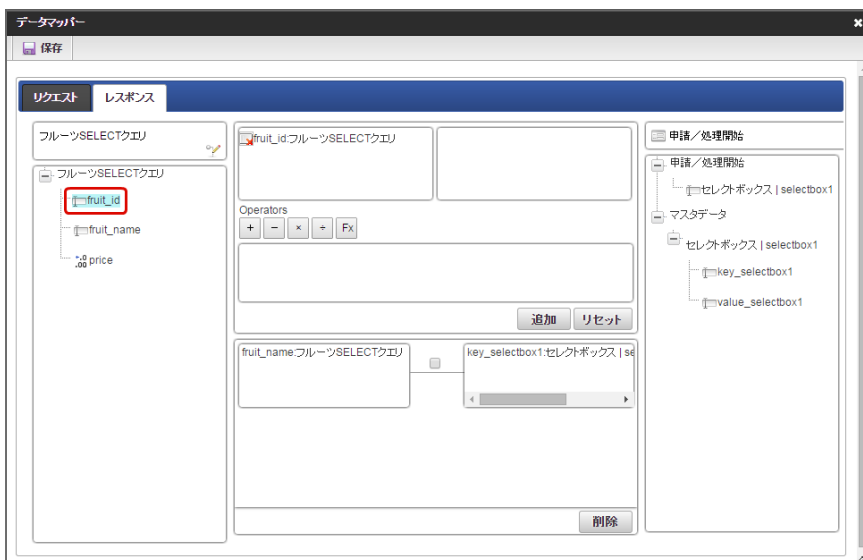 データマッパー
保存
リクエスト レスポンス
フルーツSELECTクエリ
フルーツSELECTクエリ
fruit_id
fruit_name
price
fruit_id:フルーツSELECTクエリ
Operators
+ − × ÷ Fx
追加 リセット
fruit_name:フルーツSELECTクエリ
key_selectbox1:セレクトボックス | se
削除
申請/処理開始
申請/処理開始
セレクトボックス | selectbox1
マスタデータ
セレクトボックス | selectbox1
key_selectbox1
value_selectbox1